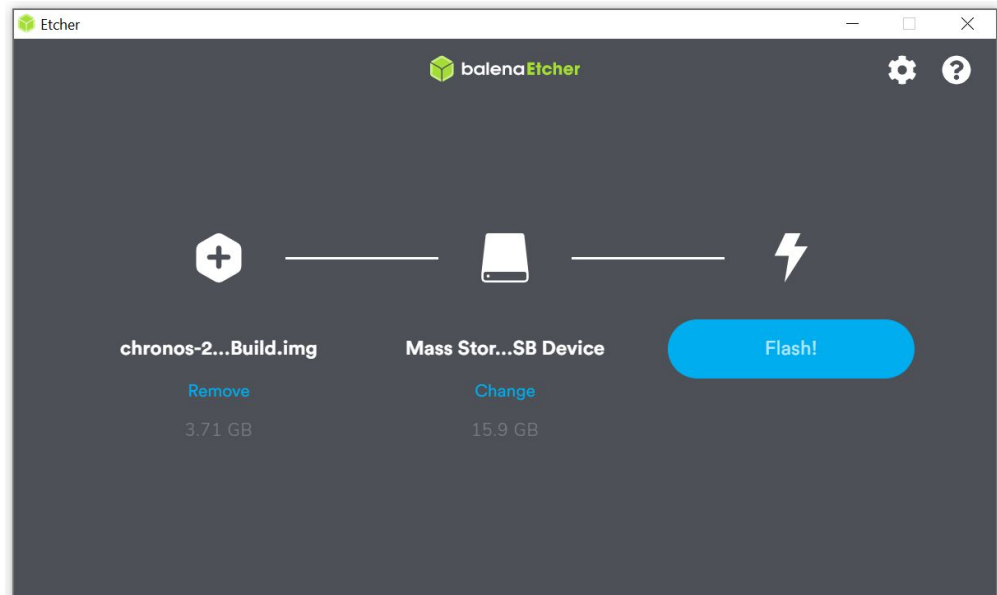 Etcher
balenaEtcher
chronos-2...Build.img
Mass Stor...SB Device
Flash!
Remove
Change
3.71 GB
15.9 GB